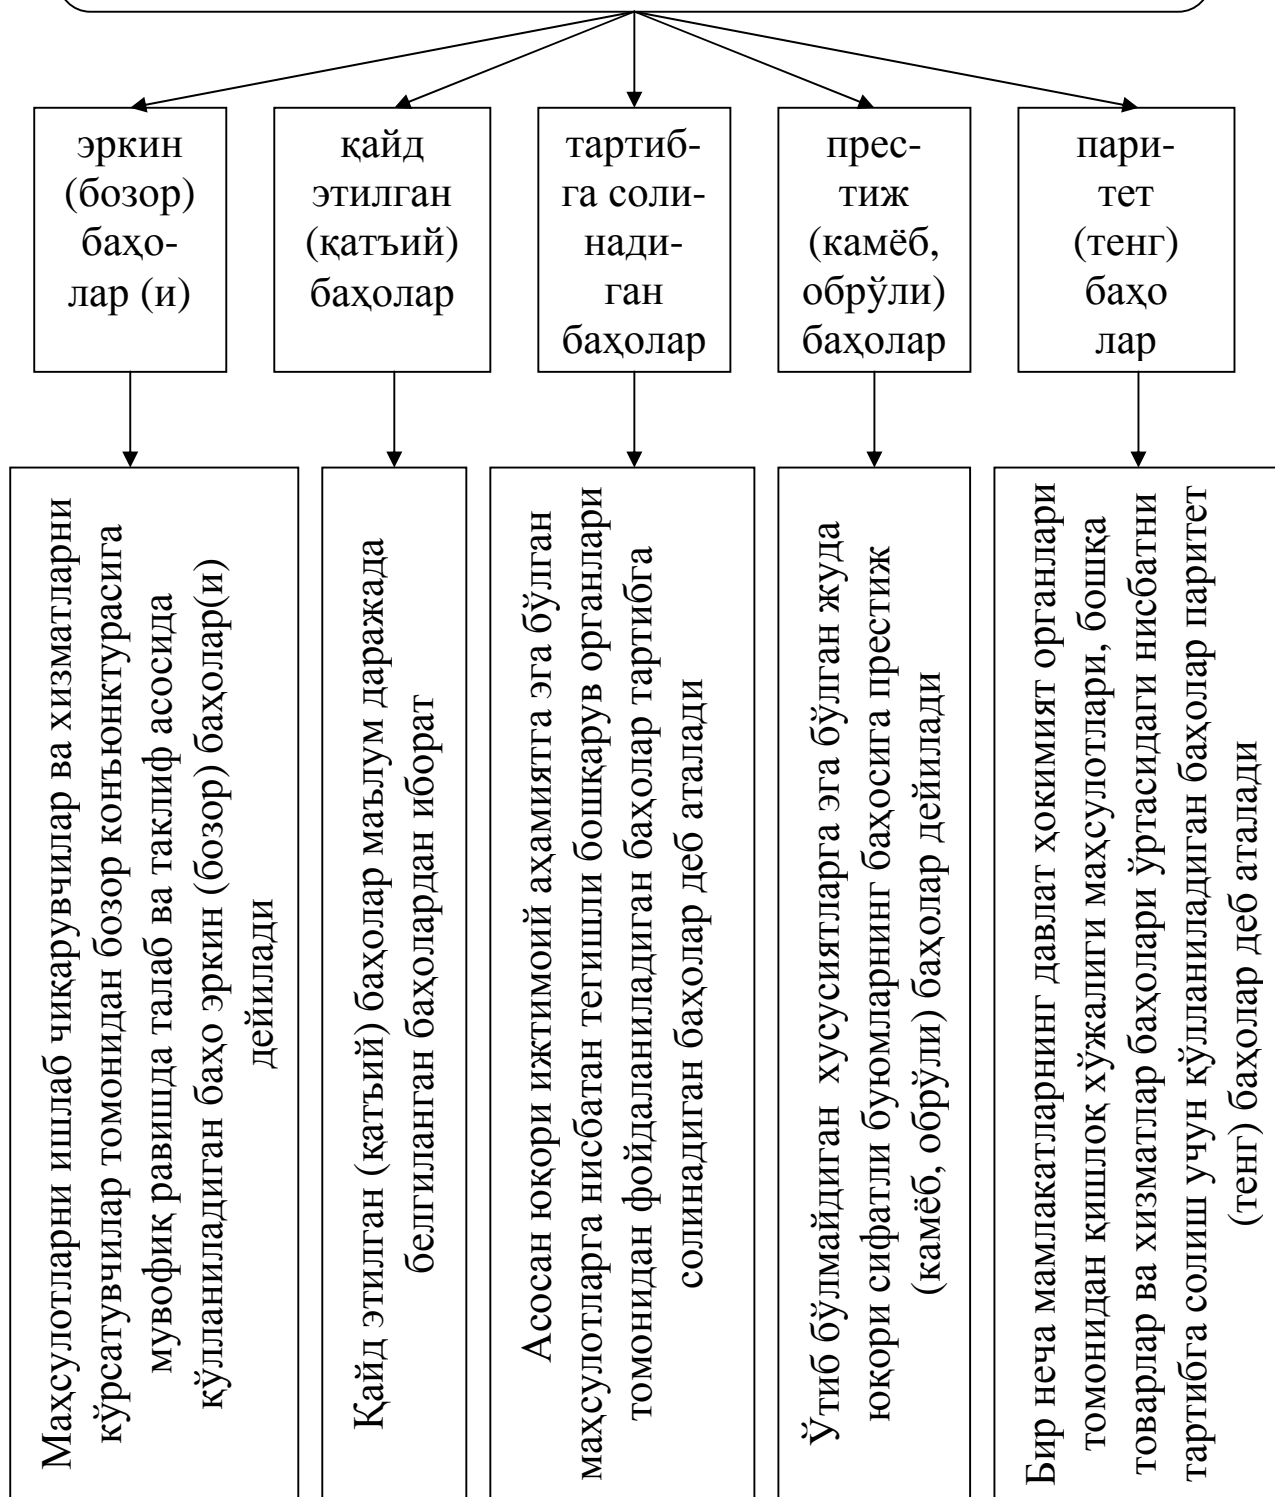 эркин
(бозор)
баҳо-
лар (и)
қайд
этилган
(қатъий)
баҳолар
тартиб-
га соли-
нади-
ган
баҳолар
прес-
тиж
(камёб,
обрўли)
баҳолар
пари-
тет
(тенг)
баҳо
лар
Маҳсулотларни ишлаб чиқарувчилар ва хизматларни
кўрсатувчилар томонидан бозор конъюнктурасига
мувофиқ равишда талаб ва таклиф асосида
қўлланиладиган баҳо эркин (бозор) баҳолар(и)
дейилади
Қайд этилган (қатъий) баҳолар маълум даражада
белгиланган баҳолардан иборат
Асосан юқори ижтимоий аҳамиятга эга бўлган
маҳсулотларга нисбатан тегишли бошқарув органлари
томонидан фойдаланиладиган баҳолар тартибга
солинадиган баҳолар деб аталади
Ўтиб бўлмайдиган хусусиятларга эга бўлган жуда
юқори сифатли буюмларнинг баҳосига престиж
(камёб, обрўли) баҳолар дейилади
Бир неча мамлакатларнинг давлат ҳокимият органлари
томонидан қишлоқ хўжалиги маҳсулотлари, бошқа
товарлар ва хизматлар баҳолари ўртасидаги нисбатни
тартибга солиш учун қўлланиладиган баҳолар паритет
(тенг) баҳолар деб аталади